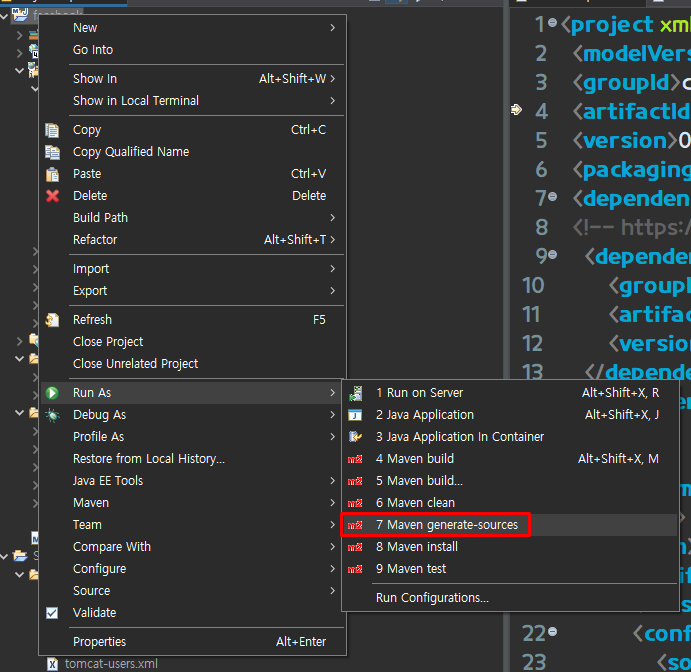 New
Go Into
Show In Alt+Shift+W
Show in Local Terminal
Copy Ctrl+C
Copy Qualified Name
Paste Ctrl+V
Delete Delete
Build Path
Refactor Alt+Shift+T
Import
Export
Refresh F5
Close Project
Close Unrelated Project
Run As
Debug As
Profile As
Restore from Local History...
Java EE Tools
Maven
Team
Compare With
Configure
Source
Validate
Properties Alt+Enter
tomcat-users.xml
1 Run on Server Alt+Shift+X, R
2 Java Application Alt+Shift+X, J
3 Java Application In Container
4 Maven build Alt+Shift+X, M
5 Maven build...
6 Maven clean
7 Maven generate-sources
8 Maven install
9 Maven test
Run Configurations...
1 <project xml
2 <modelVers
3 <groupId>
4 <artifactId
5 <version>0
6 <packaging
7 <dependen
8 <!-- https:/
9 <depender
10 <groupI
11 <artifac
12 <versio
13 </depende
22 <conf
23 <so